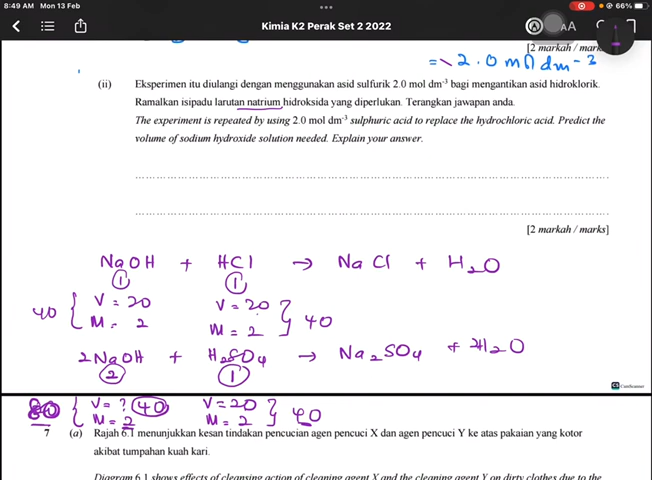 8:49 AM Mon 13 Feb
66%
Kimia K2 Perak Set 2 2022
AA
[2 markah / marks]
= 2.0 mol dm-3
(ii) Eksperimen itu diulangi dengan menggunakan asid sulfurik 2.0 mol dm⁻³ bagi mengantikan asid hidroklorik.
Ramalkan isipadu larutan natrium hidroksida yang diperlukan. Terangkan jawapan anda.
The experiment is repeated by using 2.0 mol dm⁻³ sulphuric acid to replace the hydrochloric acid. Predict the
volume of sodium hydroxide solution needed. Explain your answer.
[2 markah / marks]
NaOH + HCl → NaCl + H₂O
① ①
40 { V = 20 V = 20 } 40
M = 2 M = 2
2NaOH + H₂SO₄ → Na₂SO₄ + 2H₂O
② ①
CamScanner
80 { V = ? 40 V = 20 } 40
M = 2 M = 2
7 (a) Rajah 6.1 menunjukkan kesan tindakan pencucian agen pencuci X dan agen pencuci Y ke atas pakaian yang kotor
akibat tumpahan kuah kari.
Diagram 6.1 shows effects of cleansing action of cleaning agent X and the cleaning agent Y on dirty clothes due to the